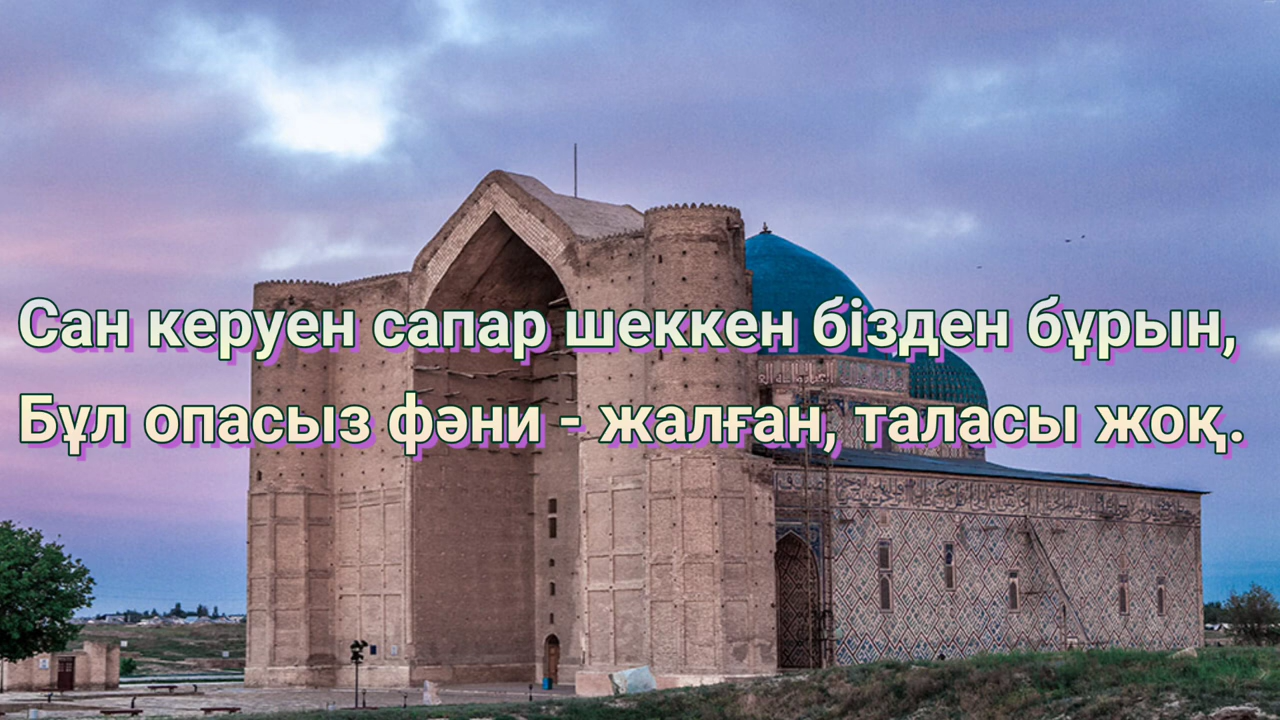 Сан керуен сапар шеккен бізден бұрын,
Бұл опасыз фәни - жалған, таласы жоқ.